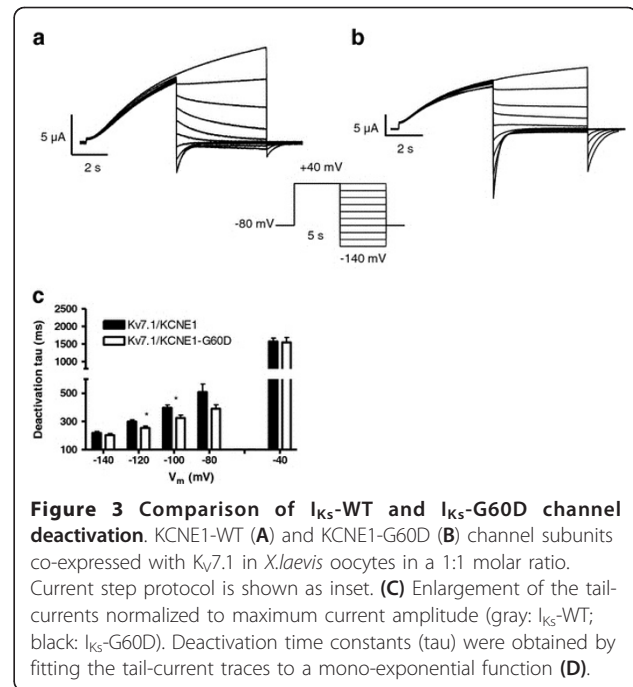 a
b
5 µA
2 s
5 µA
2 s
+40 mV
-80 mV
5 s
-140 mV
c
2500
2000
1500
1000
500
300
100
Deactivation tau (ms)
Kv7.1/KCNE1
Kv7.1/KCNE1-G60D
*
*
-140
-120
-100
-80
-40
Vm (mV)
Figure 3 Comparison of IKs-WT and IKs-G60D channel
deactivation. KCNE1-WT (A) and KCNE1-G60D (B) channel subunits
co-expressed with KV7.1 in X.laevis oocytes in a 1:1 molar ratio.
Current step protocol is shown as inset. (C) Enlargement of the tail-
currents normalized to maximum current amplitude (gray: IKs-WT;
black: IKs-G60D). Deactivation time constants (tau) were obtained by
fitting the tail-current traces to a mono-exponential function (D).